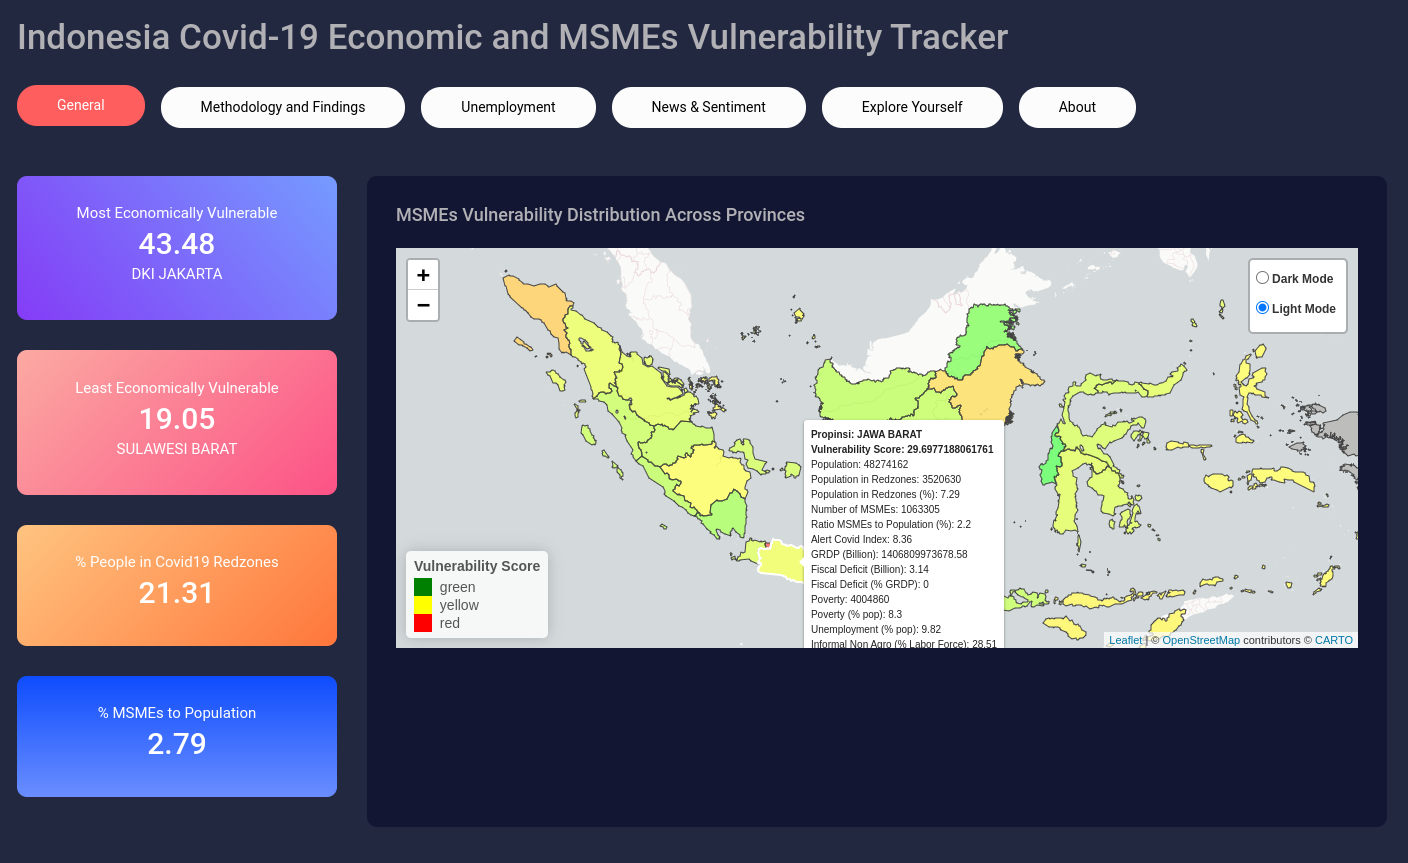 Indonesia Covid-19 Economic and MSMEs Vulnerability Tracker
General
Methodology and Findings
Unemployment
News & Sentiment
Explore Yourself
About
Most Economically Vulnerable
43.48
DKI JAKARTA
Least Economically Vulnerable
19.05
SULAWESI BARAT
% People in Covid19 Redzones
21.31
% MSMEs to Population
2.79
MSMEs Vulnerability Distribution Across Provinces
+
−
Dark Mode
Light Mode
Propinsi: JAWA BARAT
Vulnerability Score: 29.6977188061761
Population: 48274162
Population in Redzones: 3520630
Population in Redzones (%): 7.29
Number of MSMEs: 1063305
Ratio MSMEs to Population (%): 2.2
Alert Covid Index: 8.36
GRDP (Billion): 1406809973678.58
Fiscal Deficit (Billion): 3.14
Fiscal Deficit (% GRDP): 0
Poverty: 4004860
Poverty (% pop): 8.3
Unemployment (% pop): 9.82
Informal Non Agro (% Labor Force): 28.51
Vulnerability Score
green
yellow
red
Leaflet | © OpenStreetMap contributors © CARTO